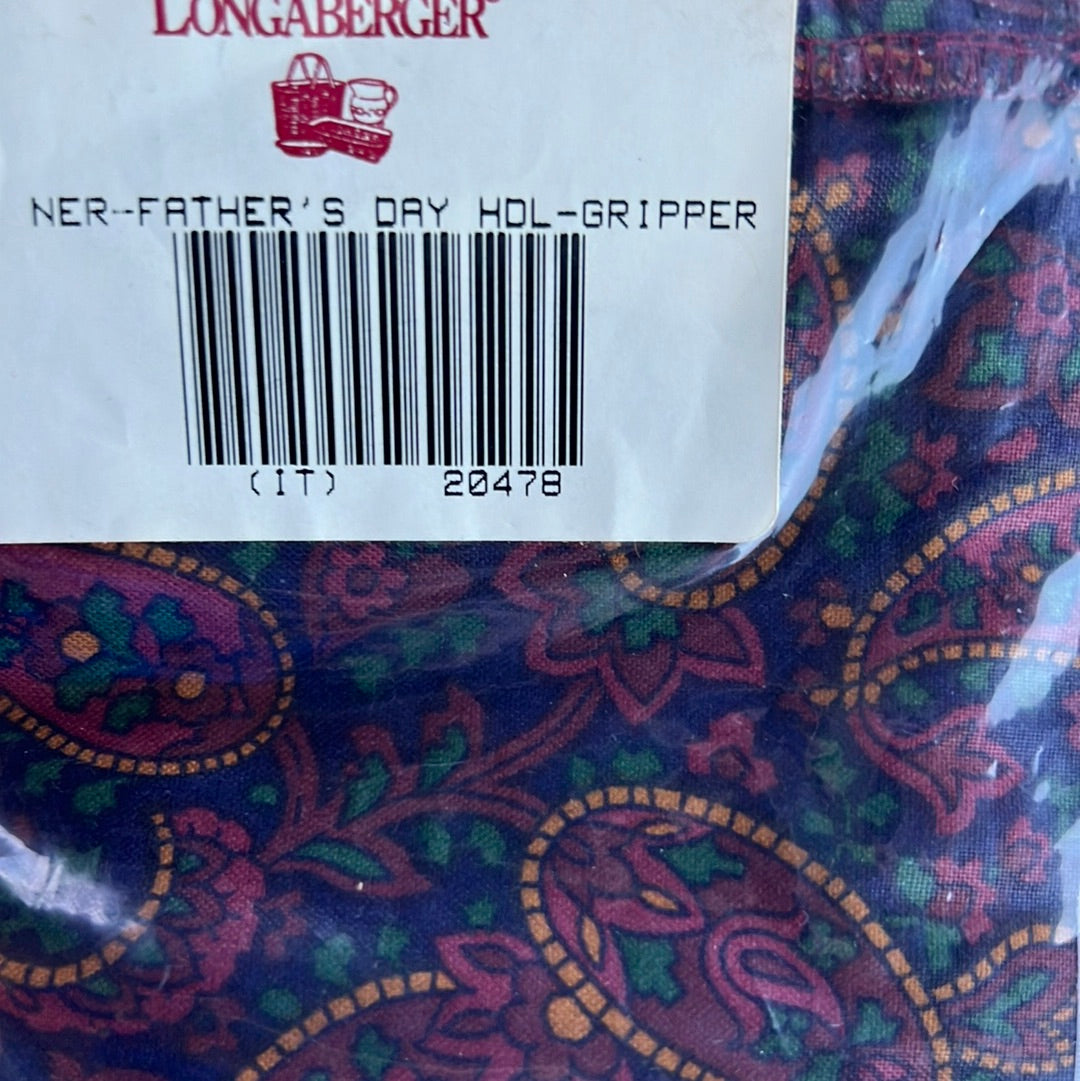 LONGABERGER®
NER-FATHER'S DAY HDL-GRIPPER
(IT) 20478